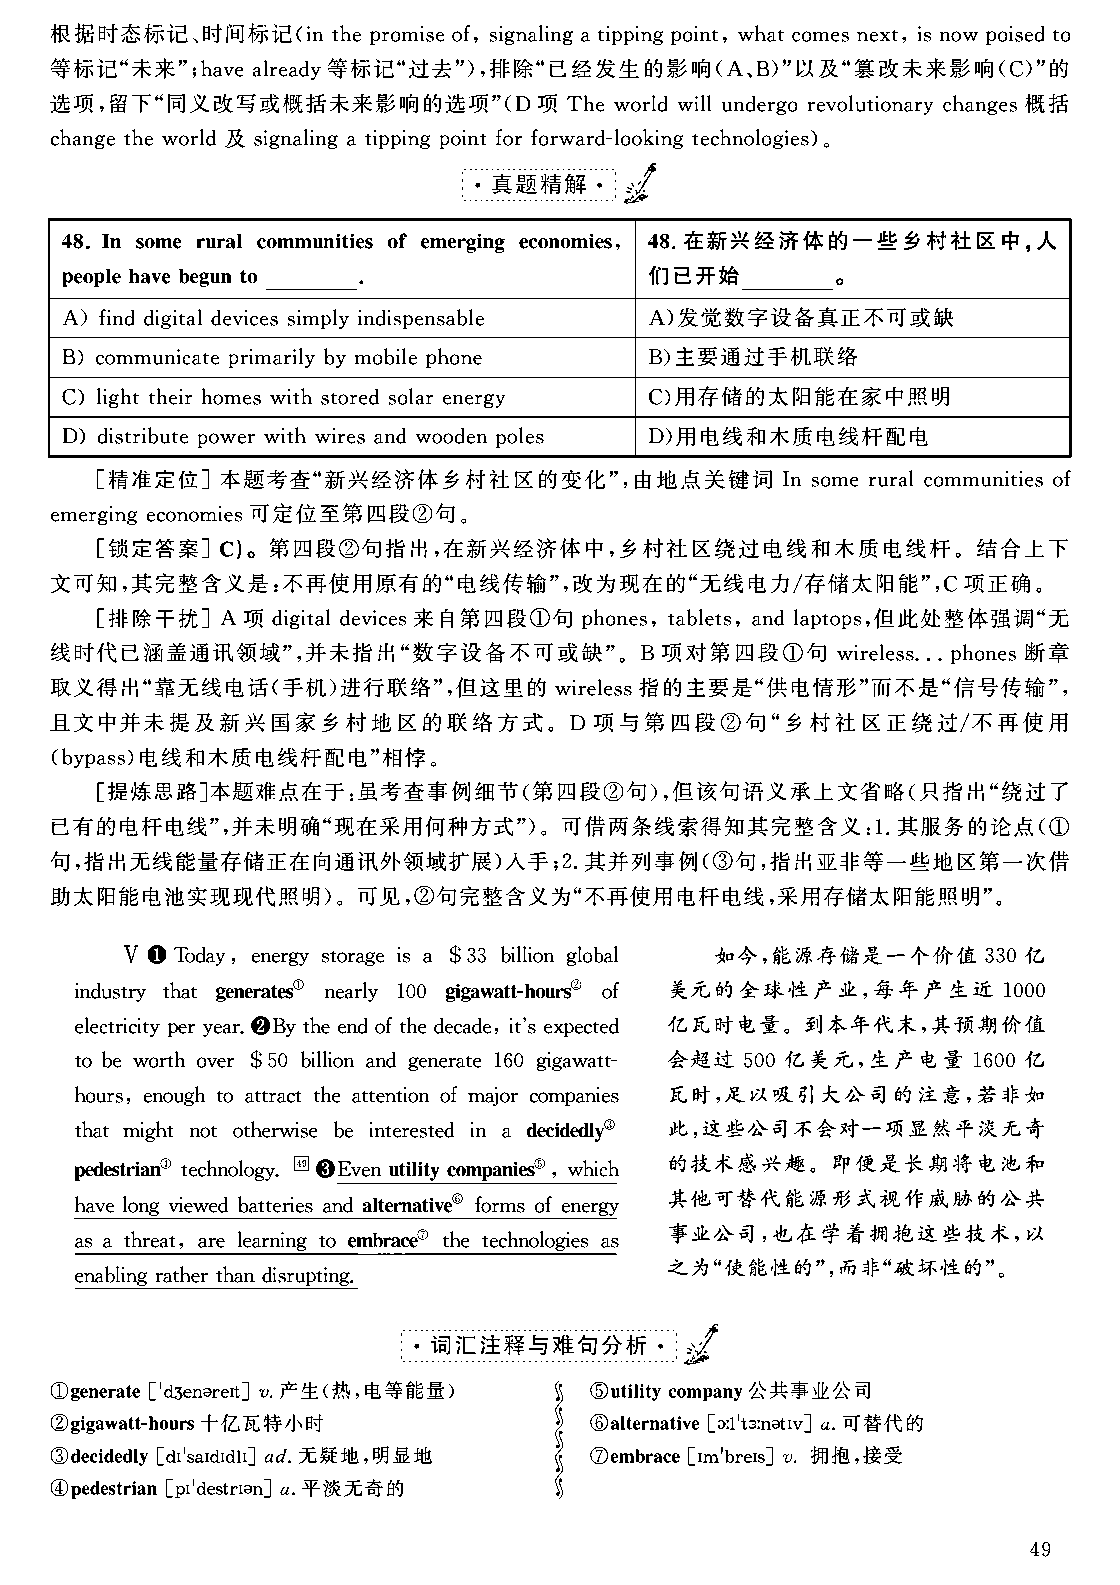 根据时态标记、时间标记(in the promise of, signaling a tipping point, what comes next, is now poised to
等标记“未来”;have already 等标记“过去”),排除“已经发生的影响(A、B)”以及“篡改未来影响(C)”的
选项,留下“同义改写或概括未来影响的选项”(D 项 The world will undergo revolutionary changes 概括
change the world 及 signaling a tipping point for forward-looking technologies)。
·真题精解·
48. In some rural communities of emerging economies,
people have begun to ________.
48. 在新兴经济体的一些乡村社区中,人
们已开始________。
A) find digital devices simply indispensable
A)发觉数字设备真正不可或缺
B) communicate primarily by mobile phone
B)主要通过手机联络
C) light their homes with stored solar energy
C)用存储的太阳能在家中照明
D) distribute power with wires and wooden poles
D)用电线和木质电线杆配电
[精准定位] 本题考查“新兴经济体乡村社区的变化”,由地点关键词 In some rural communities of
emerging economies 可定位至第四段②句。
[锁定答案] C)。第四段②句指出,在新兴经济体中,乡村社区绕过电线和木质电线杆。结合上下
文可知,其完整含义是:不再使用原有的“电线传输”,改为现在的“无线电力/存储太阳能”,C 项正确。
[排除干扰] A 项 digital devices 来自第四段①句 phones, tablets, and laptops,但此处整体强调“无
线时代已涵盖通讯领域”,并未指出“数字设备不可或缺”。B 项对第四段①句 wireless... phones 断章
取义得出“靠无线电话(手机)进行联络”,但这里的 wireless 指的主要是“供电情形”而不是“信号传输”,
且文中并未提及新兴国家乡村地区的联络方式。D 项与第四段②句“乡村社区正绕过/不再使用
(bypass)电线和木质电线杆配电”相悖。
[提炼思路]本题难点在于:虽考查事例细节(第四段②句),但该句语义承上文省略(只指出“绕过了
已有的电杆电线”,并未明确“现在采用何种方式”)。可借两条线索得知其完整含义:1. 其服务的论点(①
句,指出无线能量存储正在向通讯外领域扩展)入手;2. 其并列事例(③句,指出亚非等一些地区第一次借
助太阳能电池实现现代照明)。可见,②句完整含义为“不再使用电杆电线,采用存储太阳能照明”。
V ❶ Today, energy storage is a $33 billion global
industry that generates① nearly 100 gigawatt-hours② of
electricity per year. ❷By the end of the decade, it's expected
to be worth over $50 billion and generate 160 gigawatt-
hours, enough to attract the attention of major companies
that might not otherwise be interested in a decidedly③
pedestrian④ technology. 49 ❸Even utility companies⑤, which
have long viewed batteries and alternative⑥ forms of energy
as a threat, are learning to embrace⑦ the technologies as
enabling rather than disrupting.
如今,能源存储是一个价值 330 亿
美元的全球性产业,每年产生近 1000
亿瓦时电量。到本年代末,其预期价值
会超过 500 亿美元,生产电量 1600 亿
瓦时,足以吸引大公司的注意,若非如
此,这些公司不会对一项显然平淡无奇
的技术感兴趣。即便是长期将电池和
其他可替代能源形式视作威胁的公共
事业公司,也在学着拥抱这些技术,以
之为“使能性的”,而非“破坏性的”。
·词汇注释与难句分析·
①generate [ˈdʒenəreɪt] v. 产生(热,电等能量)
②gigawatt-hours 十亿瓦特小时
③decidedly [dɪˈsaɪdɪdlɪ] ad. 无疑地,明显地
④pedestrian [pɪˈdestrɪən] a. 平淡无奇的
⑤utility company 公共事业公司
⑥alternative [ɔːlˈtɜːnətɪv] a. 可替代的
⑦embrace [ɪmˈbreɪs] v. 拥抱,接受
49